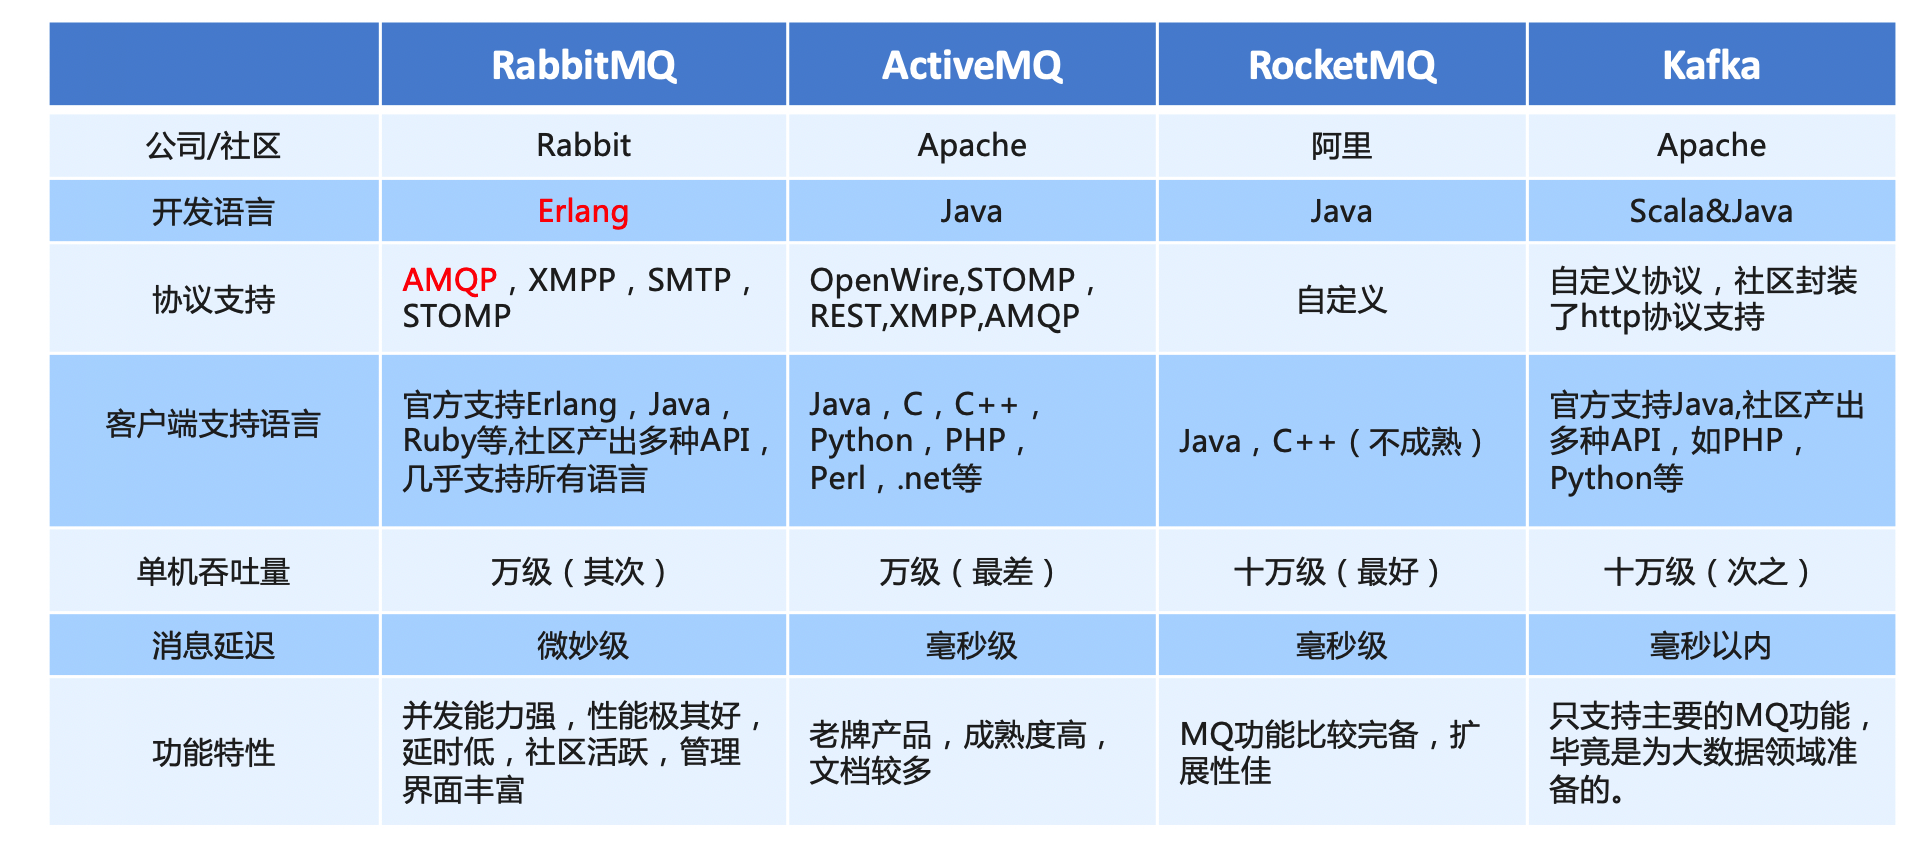 RabbitMQ ActiveMQ RocketMQ Kafka
公司/社区 Rabbit Apache 阿里 Apache
开发语言 Erlang Java Java Scala&Java
协议支持
AMQP，XMPP，SMTP，
STOMP
OpenWire,STOMP，
REST,XMPP,AMQP
自定义
自定义协议，社区封装
了http协议支持
客户端支持语言
官方支持Erlang，Java，
Ruby等,社区产出多种API，
几乎支持所有语言
Java，C，C++，
Python，PHP，
Perl，.net等
Java，C++（不成熟）
官方支持Java,社区产出
多种API，如PHP，
Python等
单机吞吐量 万级（其次） 万级（最差） 十万级（最好） 十万级（次之）
消息延迟 微妙级 毫秒级 毫秒级 毫秒以内
功能特性
并发能力强，性能极其好，
延时低，社区活跃，管理
界面丰富
老牌产品，成熟度高，
文档较多
MQ功能比较完备，扩
展性佳
只支持主要的MQ功能，
毕竟是为大数据领域准
备的。